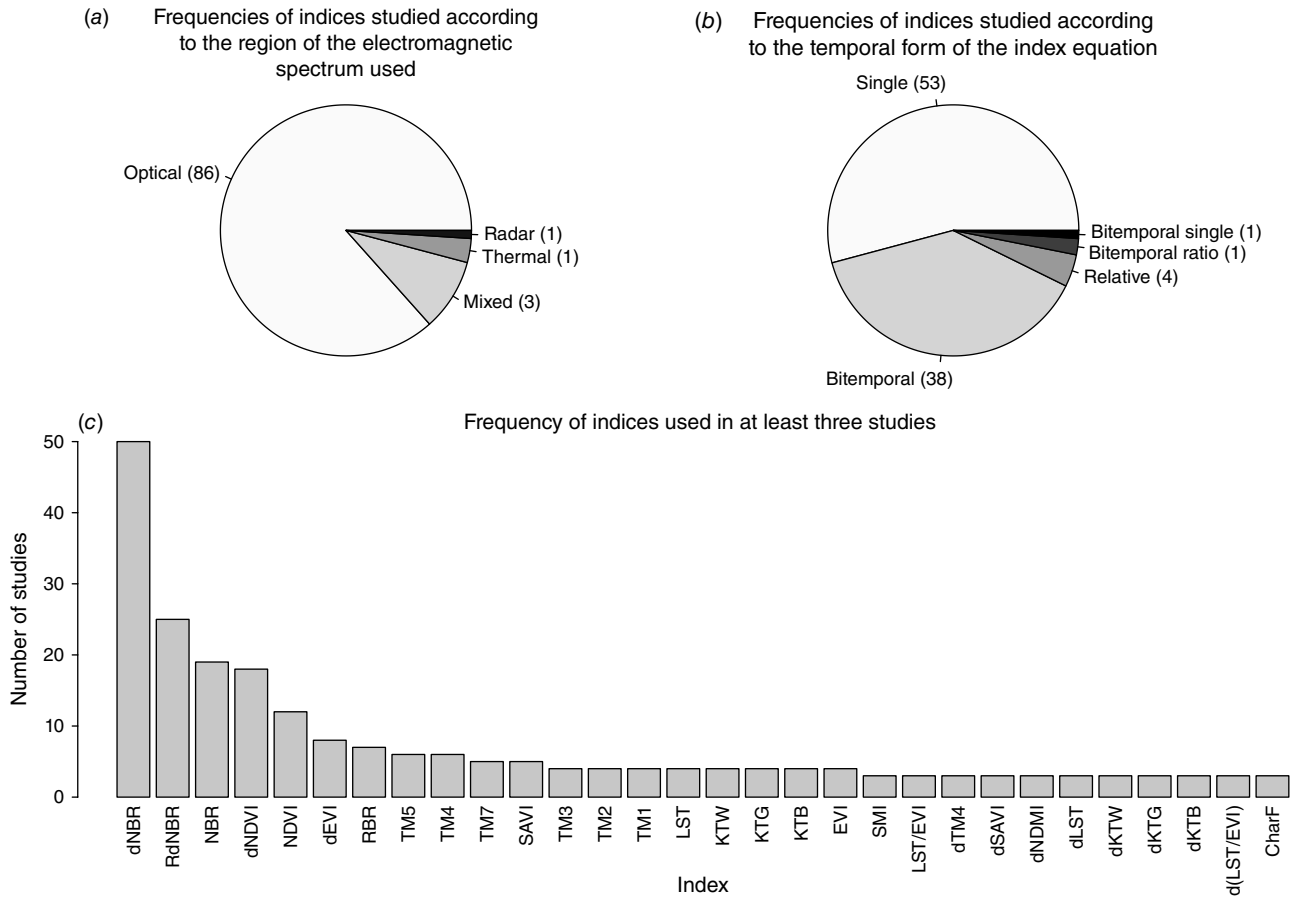 (a) Frequencies of indices studied according
to the region of the electromagnetic
spectrum used
Optical (86)
Radar (1)
Thermal (1)
Mixed (3)
(b) Frequencies of indices studied according
to the temporal form of the index equation
Single (53)
Bitemporal single (1)
Bitemporal ratio (1)
Relative (4)
Bitemporal (38)
(c) Frequency of indices used in at least three studies
Number of studies
50
40
30
20
10
0
dNBR
RdNBR
NBR
dNDVI
NDVI
dEVI
RBR
TM5
TM4
TM7
SAVI
TM3
TM2
TM1
LST
KTW
KTG
KTB
EVI
SMI
LST/EVI
dTM4
dSAVI
dNDMI
dLST
dKTW
dKTG
dKTB
d(LST/EVI)
CharF
Index